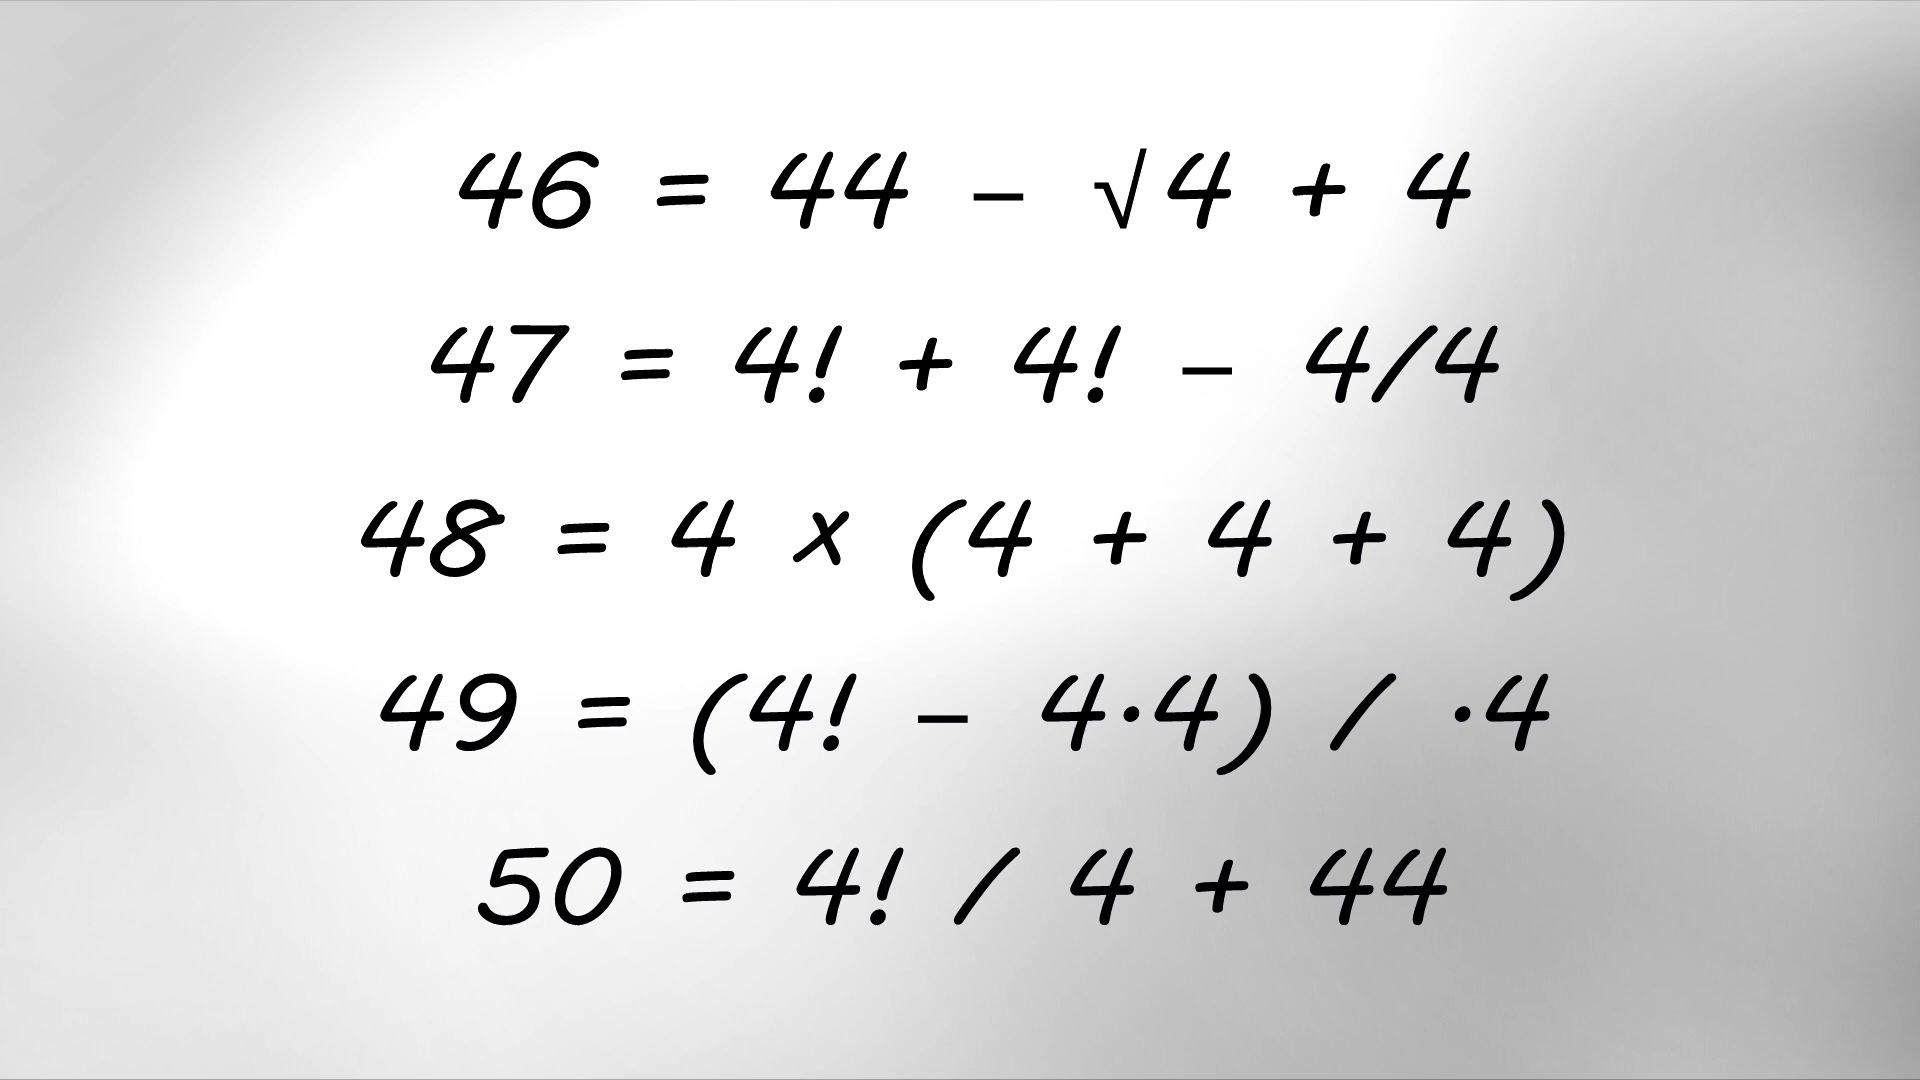 46 = 44 – √4 + 4
47 = 4! + 4! – 4/4
48 = 4 x (4 + 4 + 4)
49 = (4! – 4·4) / ·4
50 = 4! / 4 + 44